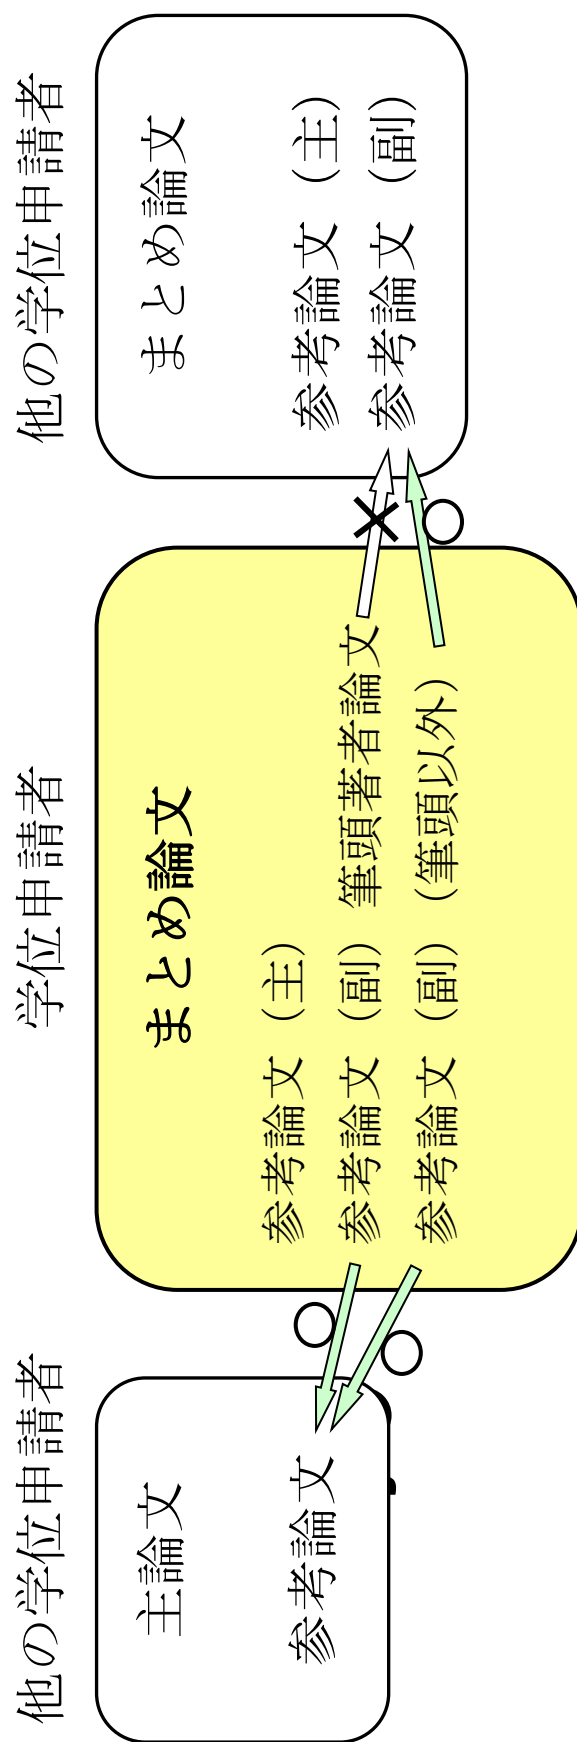 他の学位申請者
主論文
参考論文
学位申請者
まとめ論文
参考論文（主）
参考論文（副） 筆頭著者論文
参考論文（副）（筆頭以外）
他の学位申請者
まとめ論文
参考論文（主）
参考論文（副）